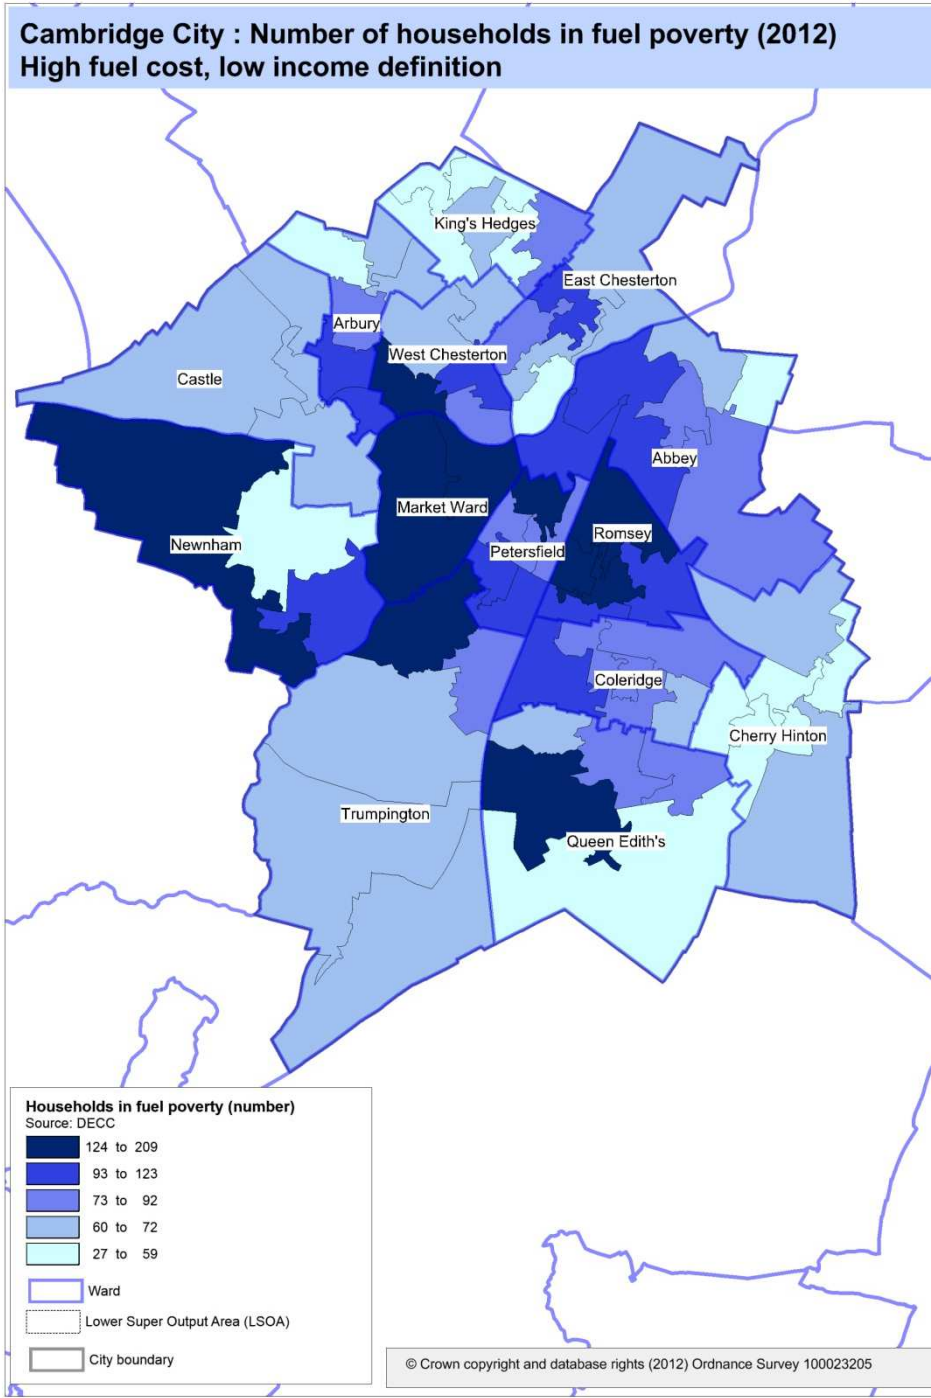 Cambridge City : Number of households in fuel poverty (2012)
High fuel cost, low income definition
King's Hedges
East Chesterton
Arbury
West Chesterton
Castle
Abbey
Market Ward
Romsey
Newnham
Petersfield
Coleridge
Cherry Hinton
Trumpington
Queen Edith's
Households in fuel poverty (number)
Source: DECC
124 to 209
93 to 123
73 to 92
60 to 72
27 to 59
Ward
Lower Super Output Area (LSOA)
City boundary
© Crown copyright and database rights (2012) Ordnance Survey 100023205